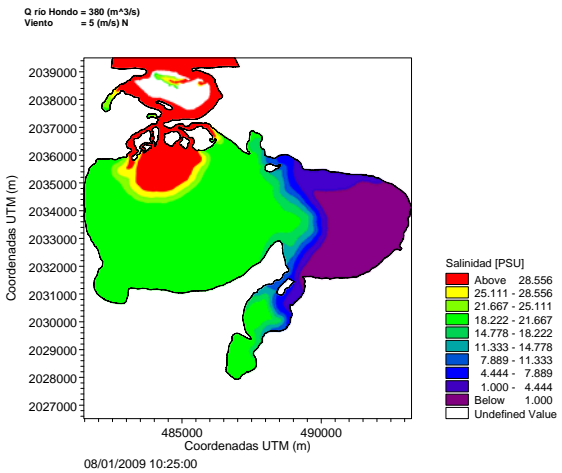 Q río Hondo = 380 (m^3/s)
Viento = 5 (m/s) N
2039000
2038000
2037000
2036000
2035000
2034000
2033000
2032000
2031000
2030000
2029000
2028000
2027000
Coordenadas UTM (m)
485000 490000
Coordenadas UTM (m)
08/01/2009 10:25:00
Salinidad [PSU]
Above 28.556
25.111 - 28.556
21.667 - 25.111
18.222 - 21.667
14.778 - 18.222
11.333 - 14.778
7.889 - 11.333
4.444 - 7.889
1.000 - 4.444
Below 1.000
Undefined Value